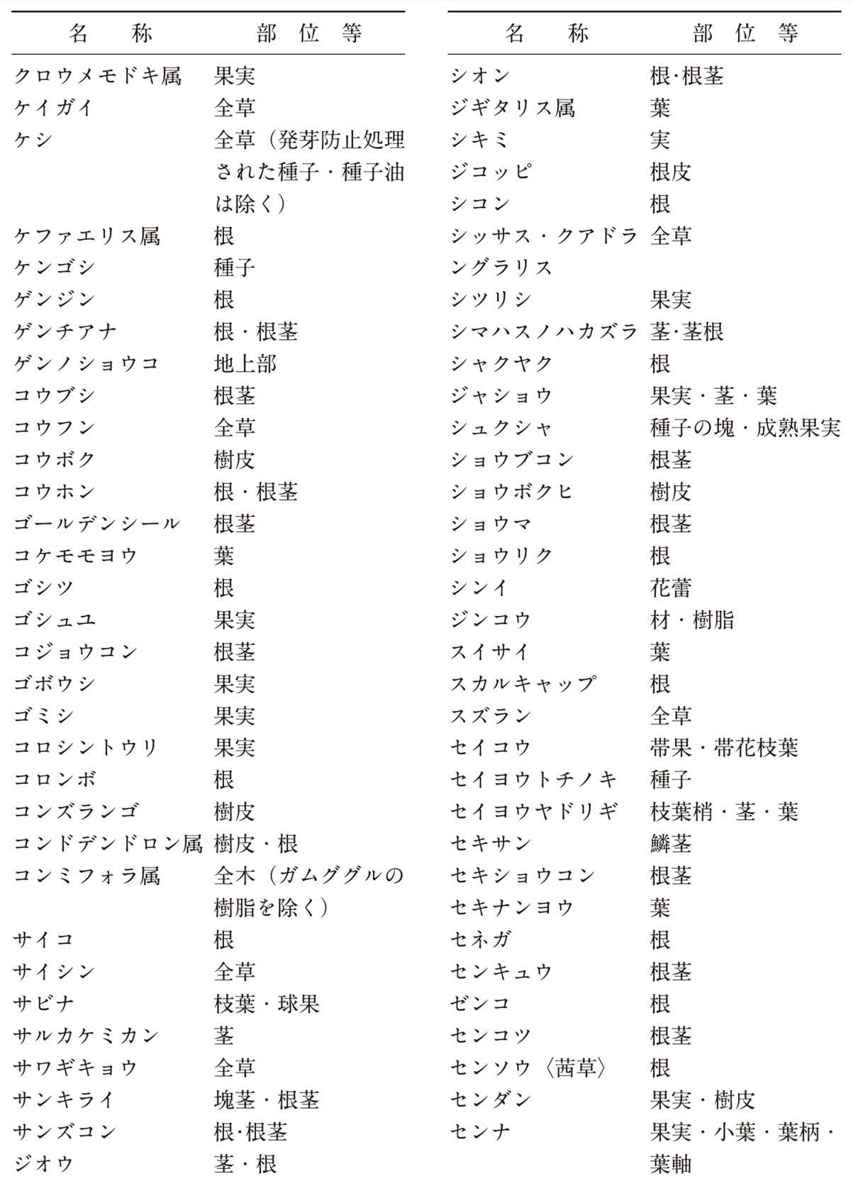 名　称　部 位 等
クロウメモドキ属　果実
ケイガイ　全草
ケシ　全草（発芽防止処理
された種子・種子油
は除く）
ケファエリス属　根
ケンゴシ　種子
ゲンジン　根
ゲンチアナ　根・根茎
ゲンノショウコ　地上部
コウブシ　根茎
コウフン　全草
コウボク　樹皮
コウホン　根・根茎
ゴールデンシール　根茎
コケモモヨウ　葉
ゴシツ　根
ゴシュユ　果実
コジョウコン　根茎
ゴボウシ　果実
ゴミシ　果実
コロシントウリ　果実
コロンボ　根
コンズランゴ　樹皮
コンドデンドロン属　樹皮・根
コンミフォラ属　全木（ガムググルの
樹脂を除く）
サイコ　根
サイシン　全草
サビナ　枝葉・球果
サルカケミカン　茎
サワギキョウ　全草
サンキライ　塊茎・根茎
サンズコン　根・根茎
ジオウ　茎・根
名　称　部 位 等
シオン　根・根茎
ジギタリス属　葉
シキミ　実
ジコッピ　根皮
シコン　根
シッサス・クアドラ　全草
ングラリス
シツリシ　果実
シマハスノハカズラ　茎・茎根
シャクヤク　根
ジャショウ　果実・茎・葉
シュクシャ　種子の塊・成熟果実
ショウブコン　根茎
ショウボクヒ　樹皮
ショウマ　根茎
ショウリク　根
シンイ　花蕾
ジンコウ　材・樹脂
スイサイ　葉
スカルキャップ　根
スズラン　全草
セイコウ　帯果・帯花枝葉
セイヨウトチノキ　種子
セイヨウヤドリギ　枝葉梢・茎・葉
セキサン　鱗茎
セキショウコン　根茎
セキナンヨウ　葉
セネガ　根
センキュウ　根茎
ゼンコ　根
センコツ　根茎
センソウ〈茜草〉　根
センダン　果実・樹皮
センナ　果実・小葉・葉柄・
葉軸